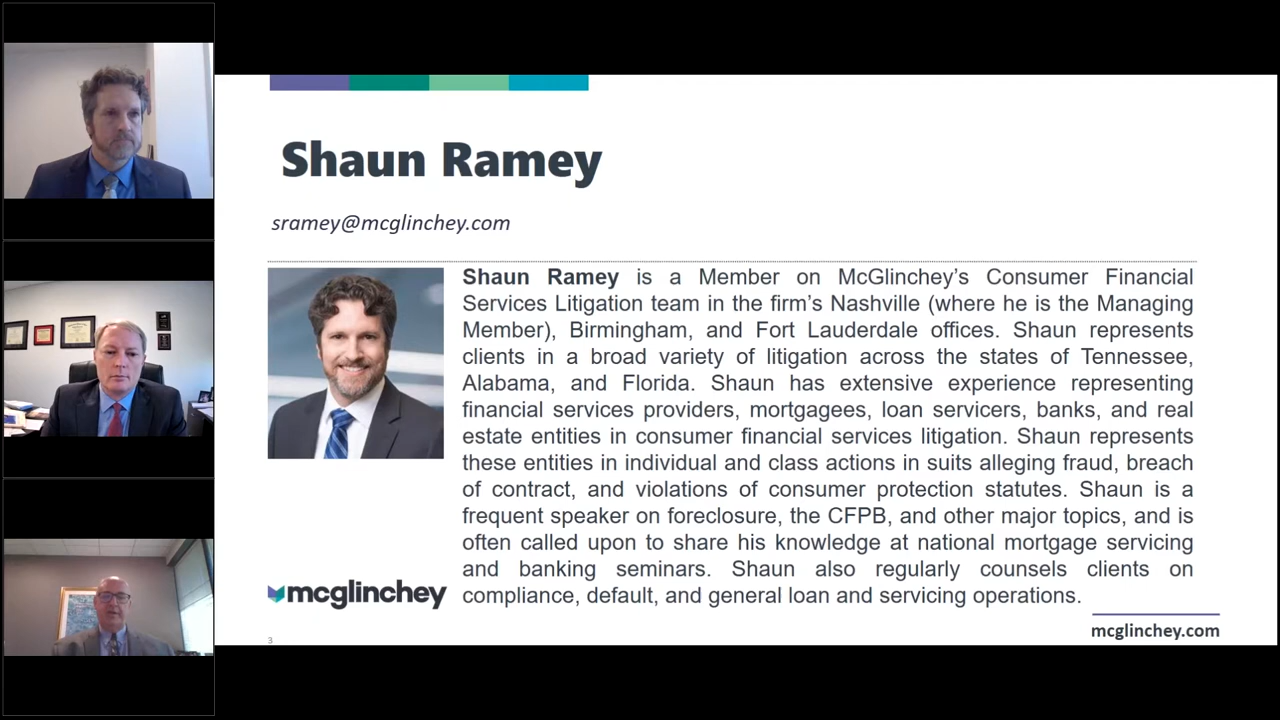 Shaun Ramey
sramey@mcglinchey.com
Shaun Ramey is a Member on McGlinchey’s Consumer Financial
Services Litigation team in the firm’s Nashville (where he is the Managing
Member), Birmingham, and Fort Lauderdale offices. Shaun represents
clients in a broad variety of litigation across the states of Tennessee,
Alabama, and Florida. Shaun has extensive experience representing
financial services providers, mortgagees, loan servicers, banks, and real
estate entities in consumer financial services litigation. Shaun represents
these entities in individual and class actions in suits alleging fraud, breach
of contract, and violations of consumer protection statutes. Shaun is a
frequent speaker on foreclosure, the CFPB, and other major topics, and is
often called upon to share his knowledge at national mortgage servicing
and banking seminars. Shaun also regularly counsels clients on
compliance, default, and general loan and servicing operations.
mcglinchey
mcglinchey.com
3